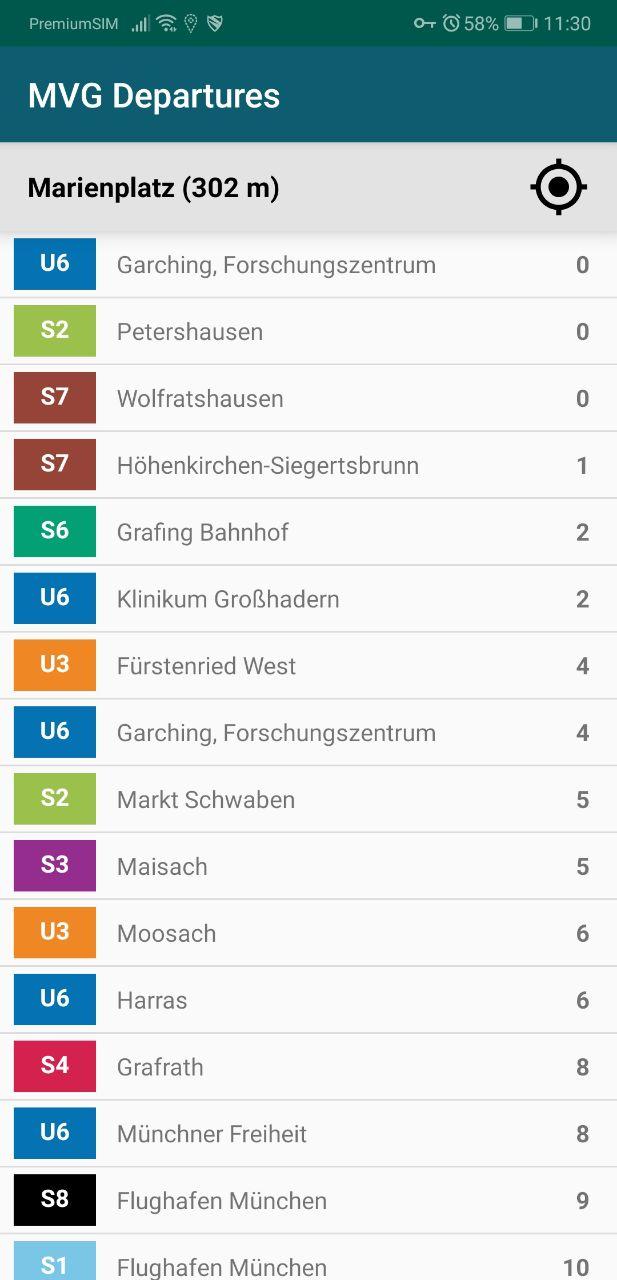 PremiumSIM 58% 11:30
MVG Departures
Marienplatz (302 m)
U6 Garching, Forschungszentrum 0
S2 Petershausen 0
S7 Wolfratshausen 0
S7 Höhenkirchen-Siegertsbrunn 1
S6 Grafing Bahnhof 2
U6 Klinikum Großhadern 2
U3 Fürstenried West 4
U6 Garching, Forschungszentrum 4
S2 Markt Schwaben 5
S3 Maisach 5
U3 Moosach 6
U6 Harras 6
S4 Grafrath 8
U6 Münchner Freiheit 8
S8 Flughafen München 9
S1 Flughafen München 10